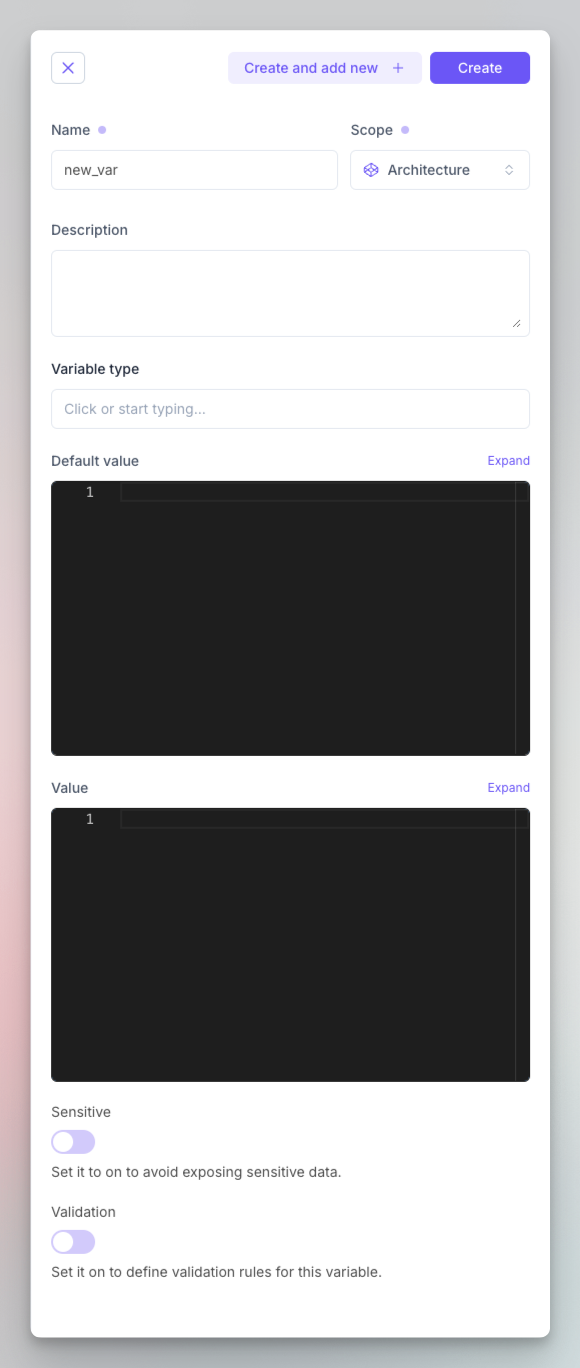 Create and add new
Create
Name
Scope
new_var
Architecture
Description
Variable type
Click or start typing...
Default value
Expand
1
Value
Expand
1
Sensitive
Set it to on to avoid exposing sensitive data.
Validation
Set it on to define validation rules for this variable.